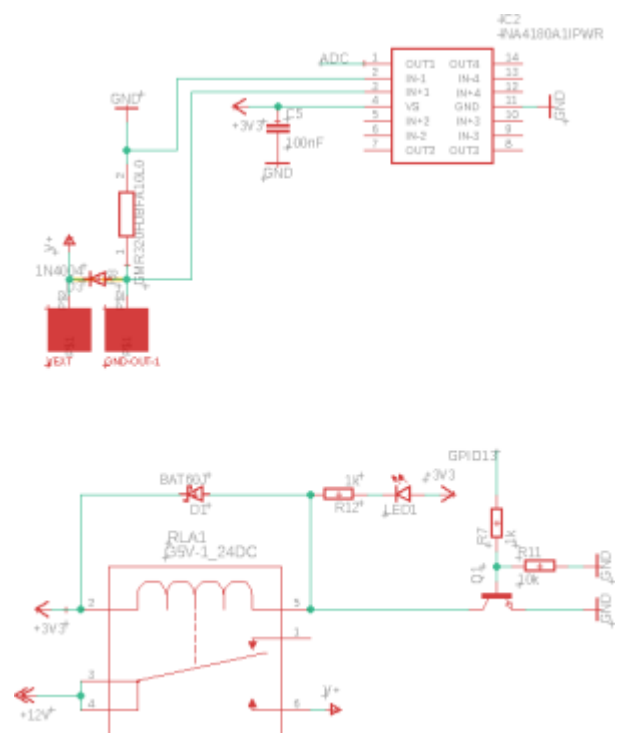 IC2
INA4180A1IPWR
ADC
1 OUT1 OUT4 14
2 IN-1 IN-4 13
3 IN+1 IN+4 12
4 VS GND 11
5 IN+2 IN+3 10
6 IN-2 IN-3 9
7 OUT2 OUT3 8
GND
+3V3
C5
100nF
GND
GND
2
1
V+
1N4004
VEXT
GND-OUT-1
BAT60J
D1
1k
R12
LED1
+3V3
GPIO13
R7
1k
R11
10k
GND
Q1
GND
RLA1
G5V-1_24DC
2
5
+3V3
1
3
4
+12V
6
V+